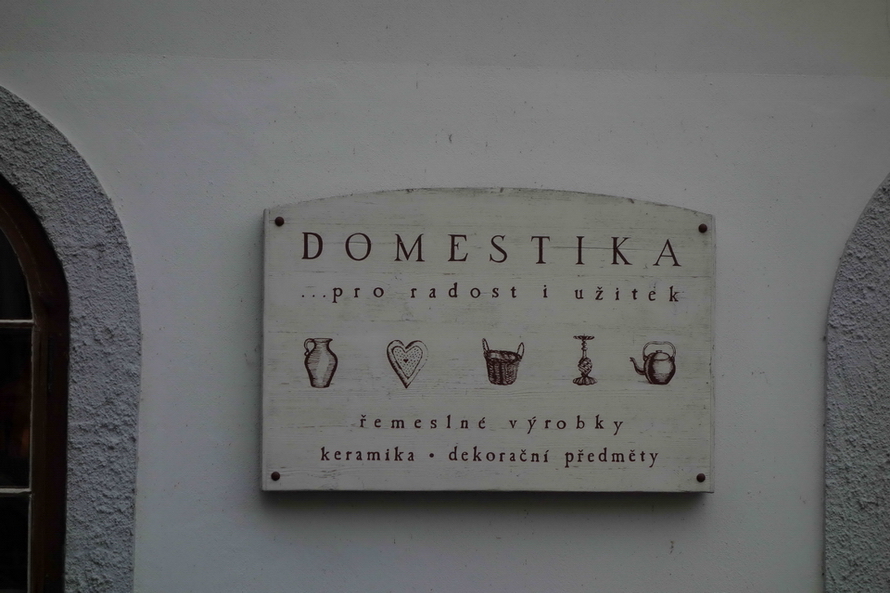 DOMESTIKA
...pro radost i užitek
řemeslné výrobky
keramika • dekorační předměty